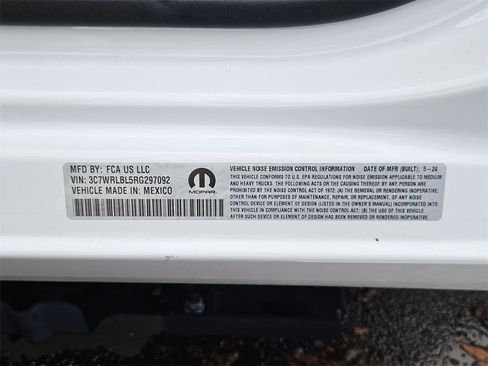 MFD BY: FCA US LLC
VIN: 3C7WRLBL5RG297092
VEHICLE MADE IN: MEXICO
MOPAR
VEHICLE NOISE EMISSION INFORMATION DATE OF MFR (BUILT): 5-24
THIS VEHICLE CONFORMS TO U.S. E.P.A. REGULATIONS FOR NOISE EMISSION APPLICABLE TO MEDIUM
AND HEAVY TRUCKS. THE FOLLOWING ACTS OR THE CAUSING THEREOF BY ANY PERSON ARE
PROHIBITED BY THE NOISE CONTROL ACT OF 1972; (A) THE REMOVAL OR RENDERING INOPERATIVE,
OTHER THAN FOR PURPOSES OF MAINTENANCE, REPAIR, OR REPLACEMENT, OF ANY NOISE
CONTROL DEVICE OR ELEMENT OF DESIGN (LISTED IN THE OWNER'S MANUAL) INCORPORATED
INTO THIS VEHICLE IN COMPLIANCE WITH THE NOISE CONTROL ACT: (B) THE USE OF THIS VEHICLE AFTER
SUCH DEVICE OR ELEMENT OF DESIGN HAS BEEN REMOVED OR RENDERED INOPERATIVE